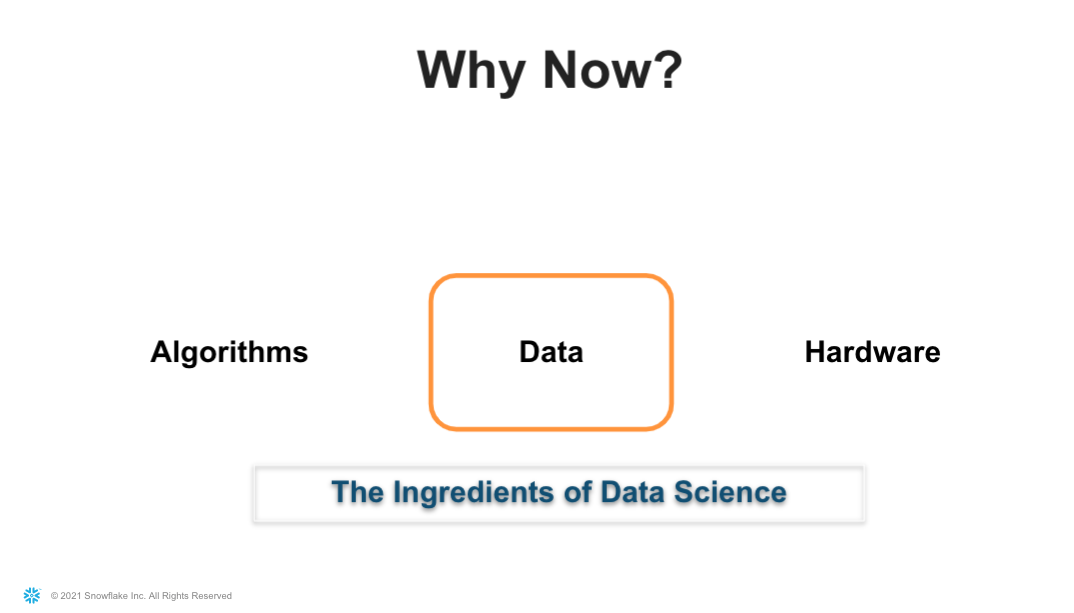 Why Now?
Algorithms
Data
Hardware
The Ingredients of Data Science
© 2021 Snowflake Inc. All Rights Reserved